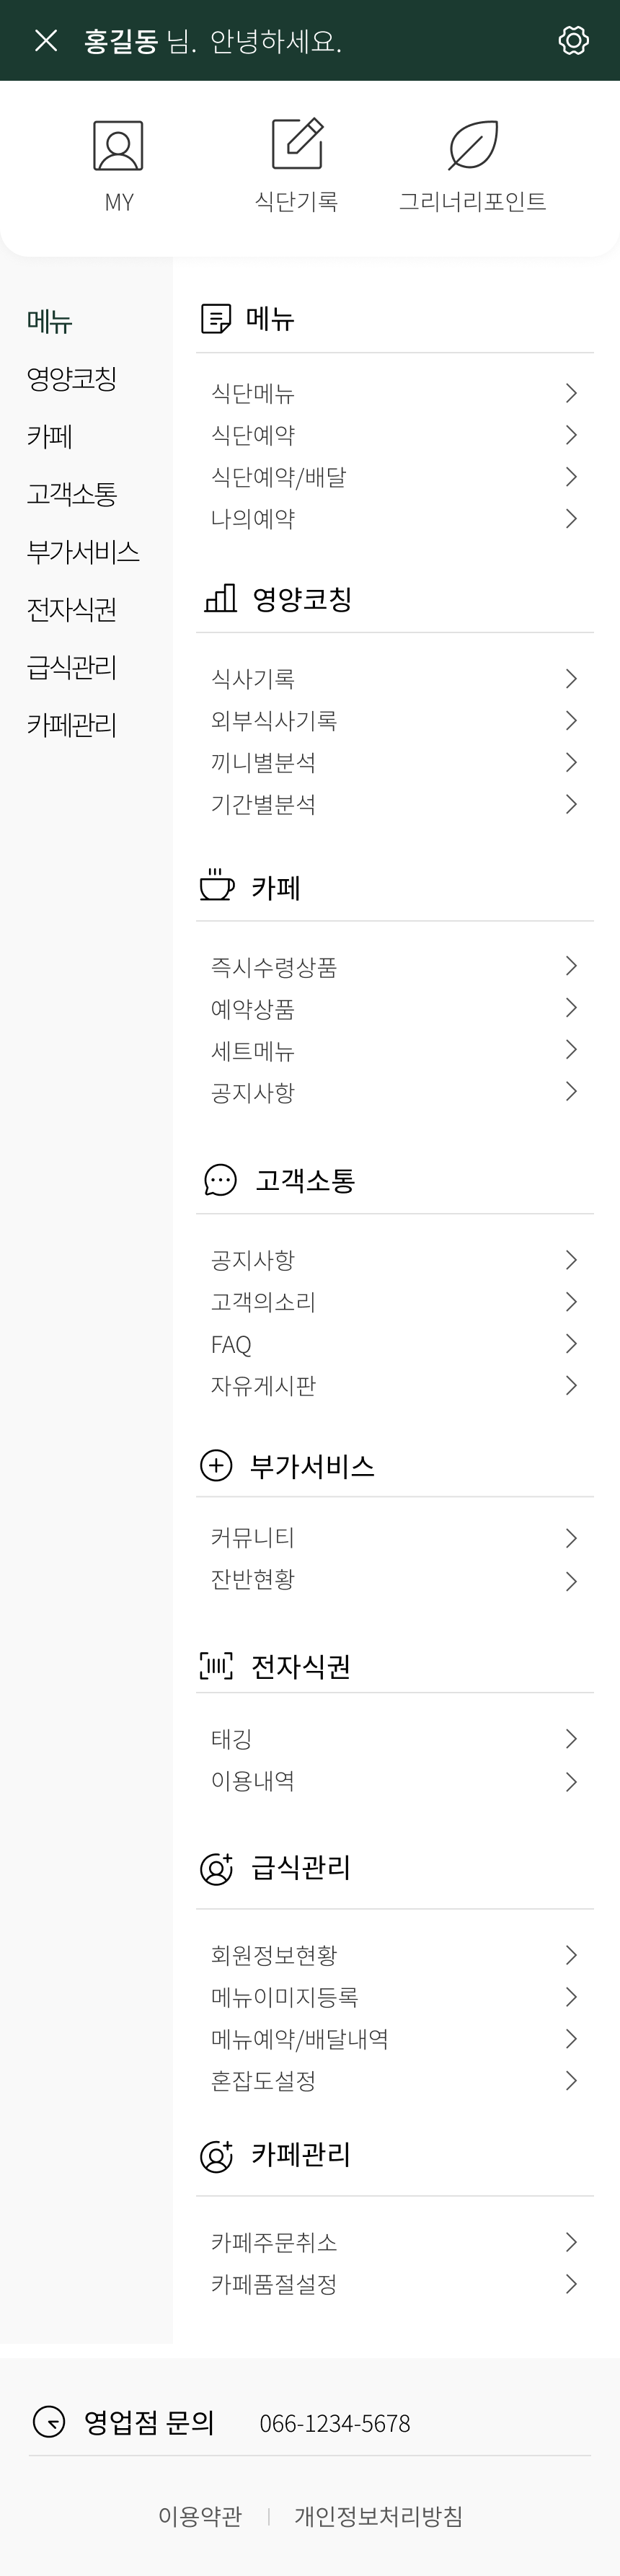 홍길동 님. 안녕하세요.
MY
식단기록
그리너리포인트
메뉴
영양코칭
카페
고객소통
부가서비스
전자식권
급식관리
카페관리
메뉴
식단메뉴
식단예약
식단예약/배달
나의예약
영양코칭
식사기록
외부식사기록
끼니별분석
기간별분석
카페
즉시수령상품
예약상품
세트메뉴
공지사항
고객소통
공지사항
고객의소리
FAQ
자유게시판
부가서비스
커뮤니티
잔반현황
전자식권
태깅
이용내역
급식관리
회원정보현황
메뉴이미지등록
메뉴예약/배달내역
혼잡도설정
카페관리
카페주문취소
카페품절설정
영업점 문의 066-1234-5678
이용약관 | 개인정보처리방침